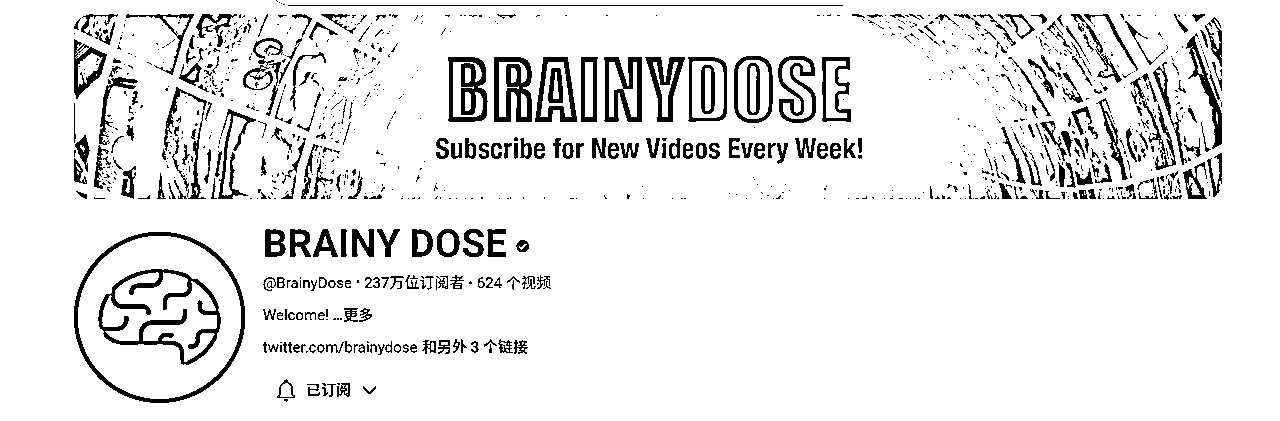 BRAINYDOSE
Subscribe for New Videos Every Week!
BRAINY DOSE
@BrainyDose · 237万位订阅者 · 624 个视频
Welcome! ...更多
twitter.com/brainydose 和另外 3 个链接
已订阅